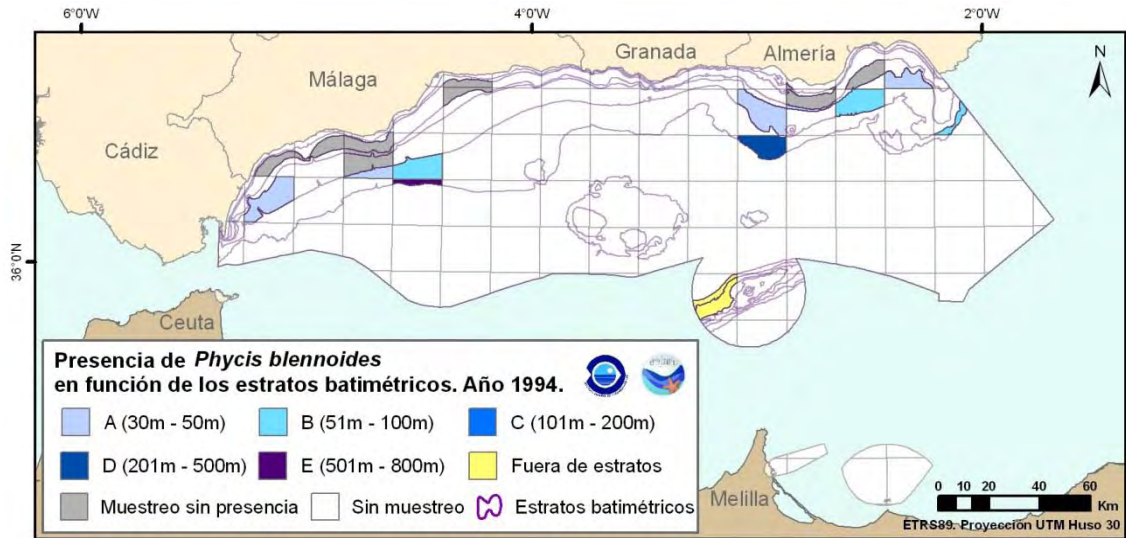 6°0'W
4°0'W
2°0'W
36°0'N
Cádiz
Málaga
Granada
Almería
N
Ceuta
Melilla
Presencia de Phycis blennoides
en función de los estratos batimétricos. Año 1994.
A (30m - 50m)
B (51m - 100m)
C (101m - 200m)
D (201m - 500m)
E (501m - 800m)
Fuera de estratos
Muestreo sin presencia
Sin muestreo
Estratos batimétricos
0 10 20 40 60
Km
ETRS89. Proyección UTM Huso 30